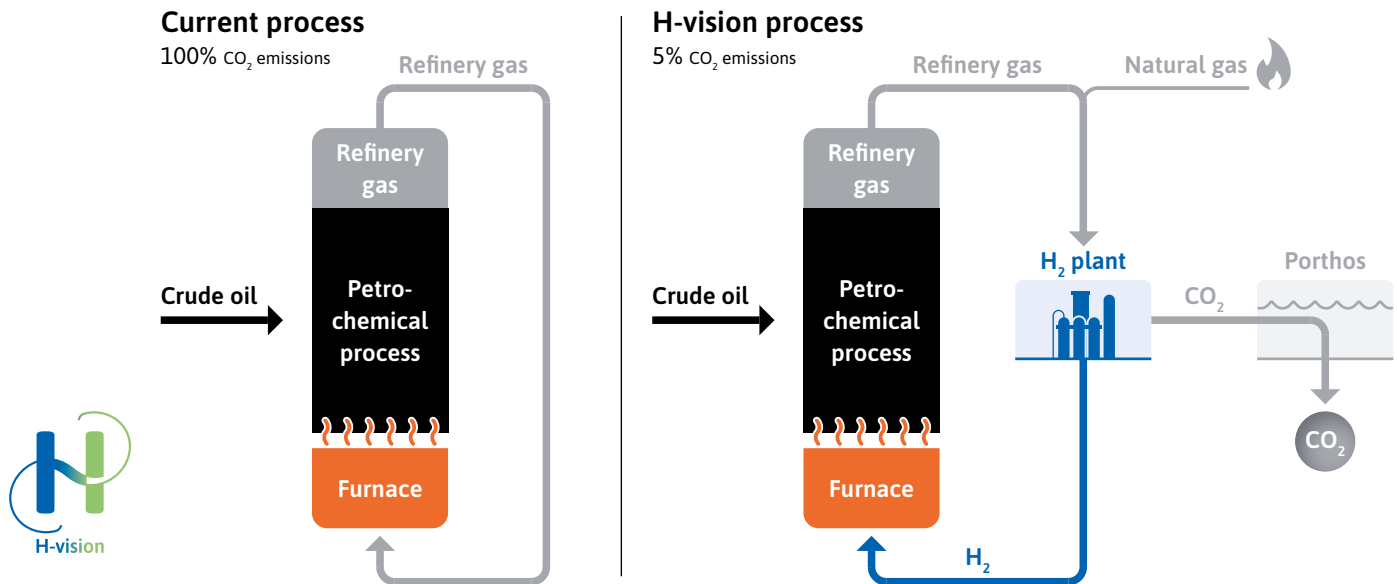 Current process
100% CO₂ emissions
Refinery gas
Refinery
gas
Crude oil
Petro-
chemical
process
Furnace
H-vision
H-vision process
5% CO₂ emissions
Refinery gas
Natural gas
Refinery
gas
H₂ plant
Porthos
Crude oil
CO₂
Petro-
chemical
process
CO₂
Furnace
H₂